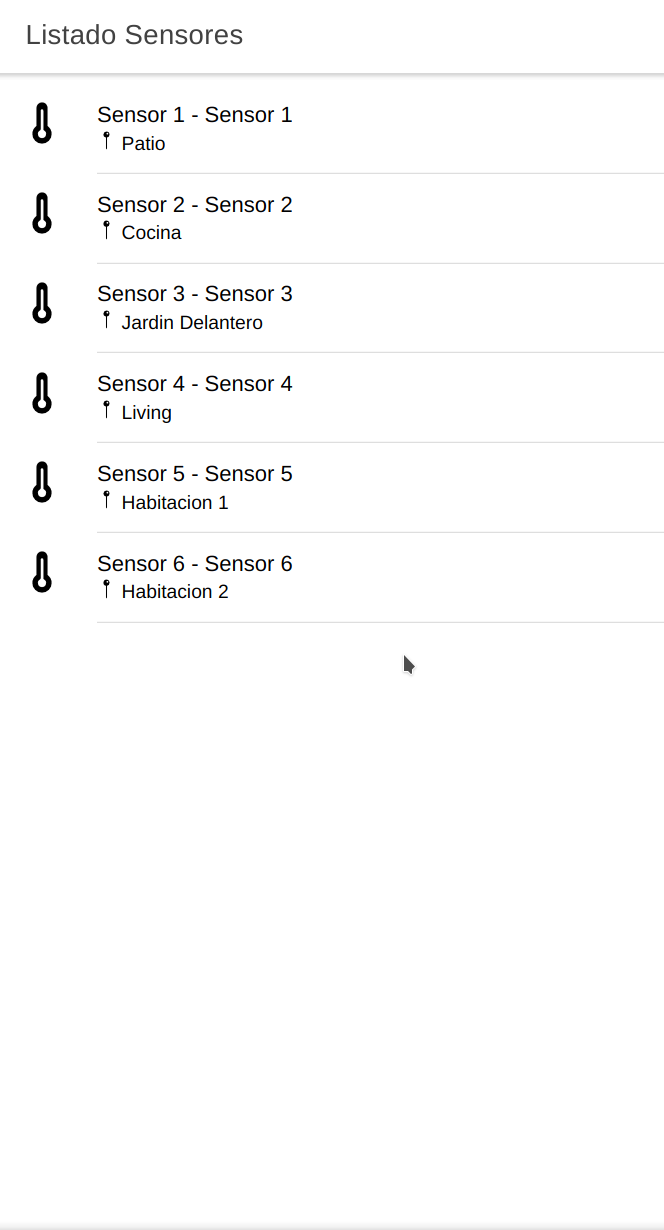 Listado Sensores
Sensor 1 - Sensor 1
Patio
Sensor 2 - Sensor 2
Cocina
Sensor 3 - Sensor 3
Jardin Delantero
Sensor 4 - Sensor 4
Living
Sensor 5 - Sensor 5
Habitacion 1
Sensor 6 - Sensor 6
Habitacion 2